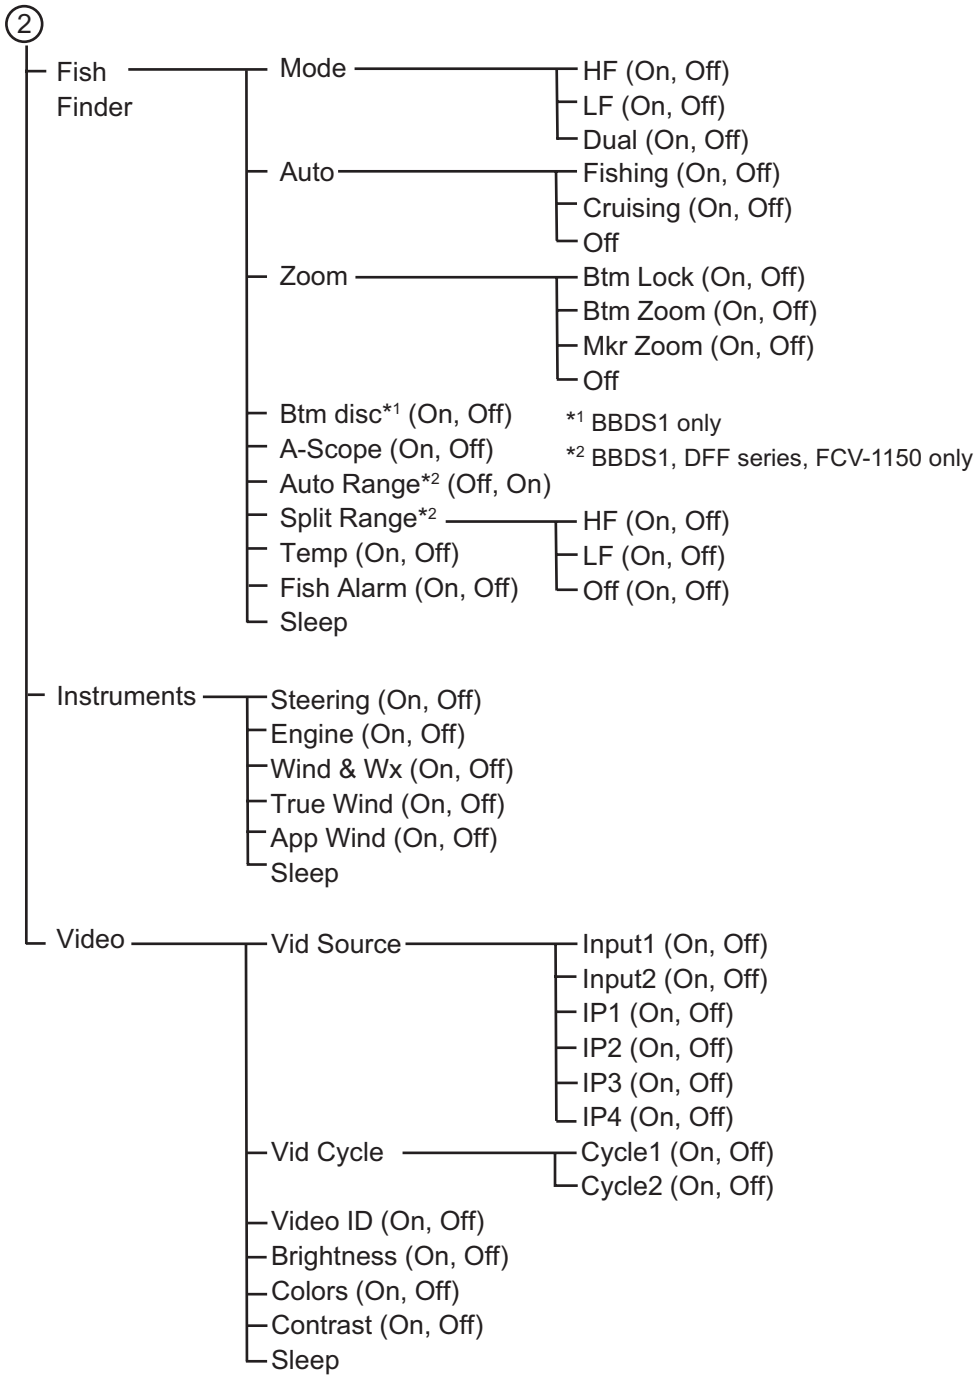 2
Fish Finder
Mode
HF (On, Off)
LF (On, Off)
Dual (On, Off)
Auto
Fishing (On, Off)
Cruising (On, Off)
Off
Zoom
Btm Lock (On, Off)
Btm Zoom (On, Off)
Mkr Zoom (On, Off)
Off
Btm disc*1 (On, Off)
*1 BBDS1 only
A-Scope (On, Off)
*2 BBDS1, DFF series, FCV-1150 only
Auto Range*2 (Off, On)
Split Range*2
HF (On, Off)
LF (On, Off)
Off (On, Off)
Temp (On, Off)
Fish Alarm (On, Off)
Sleep
Instruments
Steering (On, Off)
Engine (On, Off)
Wind & Wx (On, Off)
True Wind (On, Off)
App Wind (On, Off)
Sleep
Video
Vid Source
Input1 (On, Off)
Input2 (On, Off)
IP1 (On, Off)
IP2 (On, Off)
IP3 (On, Off)
IP4 (On, Off)
Vid Cycle
Cycle1 (On, Off)
Cycle2 (On, Off)
Video ID (On, Off)
Brightness (On, Off)
Colors (On, Off)
Contrast (On, Off)
Sleep